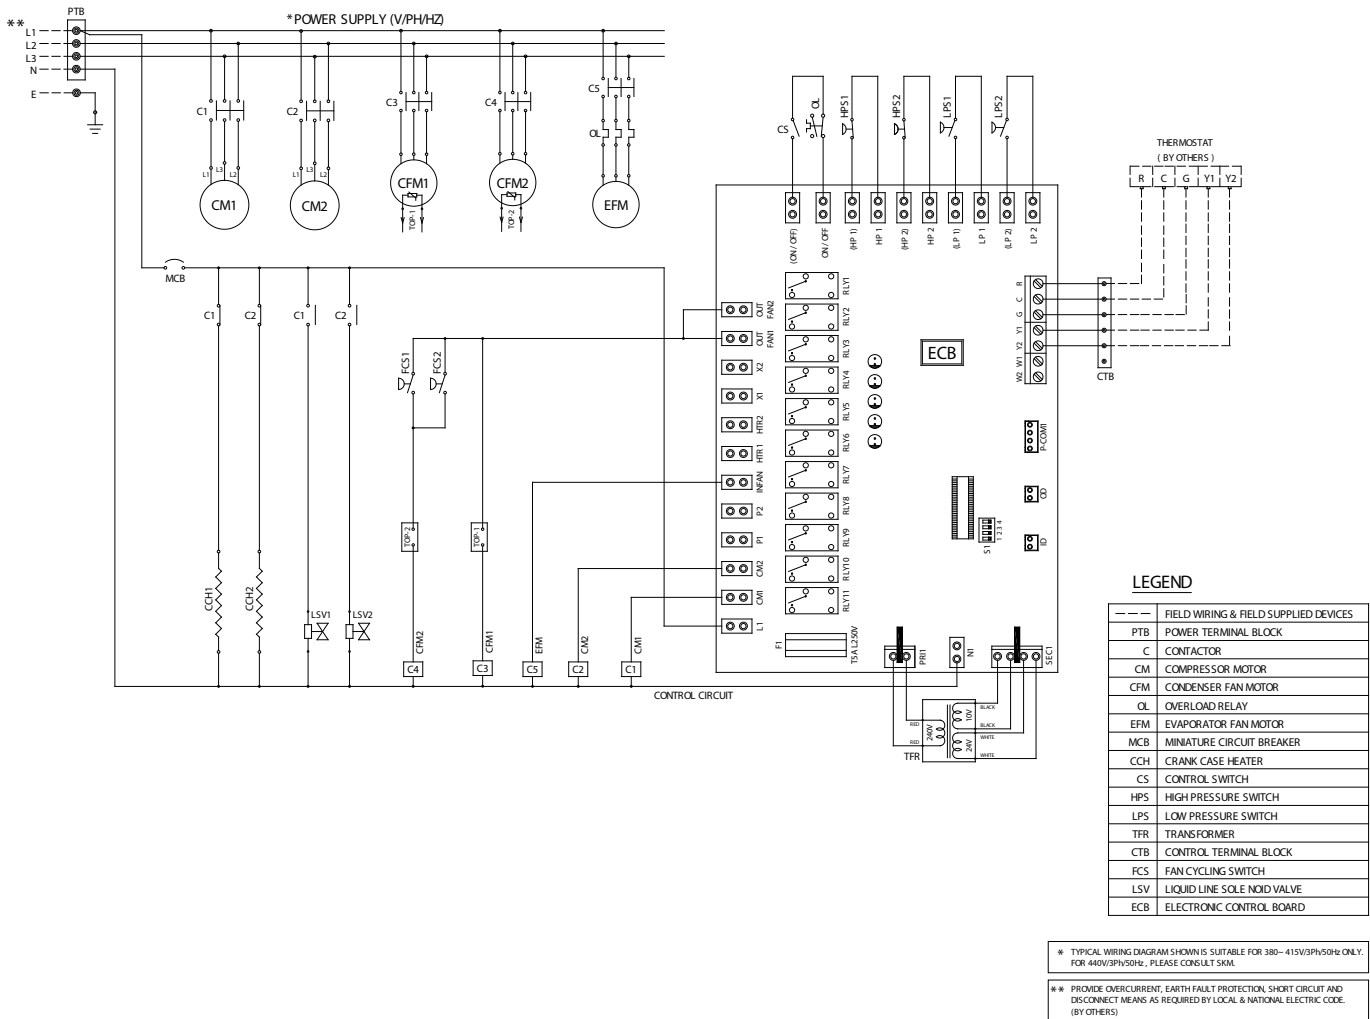 PTB
** L1
L2
L3
N
E
*POWER SUPPLY (V/PH/HZ)
C1
C2
C3
C4
C5
OL
L1 L3 L2
L1 L3 L2
CM1
CM2
CFM1
CFM2
EFM
TOP-1
TOP-2
MCB
C1
C2
C1
C2
CCH1
CCH2
LSV1
LSV2
FCS1
FCS2
TOP-2
TOP-1
CFM2
CFM1
EFM
CM2
CM1
C4
C3
C5
C2
C1
CONTROL CIRCUIT
CS
OL
HPS1
HPS2
LPS1
LPS2
(ON / OFF)
ON / OFF
(HP 1)
HP 1
(HP 2)
HP 2
(LP 1)
LP 1
(LP 2)
LP 2
OUT FAN2
OUT FAN1
X2
X1
HTR2
HTR1
INFAN
P2
P1
CM2
CM1
L1
RLY1
RLY2
RLY3
RLY4
RLY5
RLY6
RLY7
RLY8
RLY9
RLY10
RLY11
F1
TSA L250V
ECB
R
C
G
Y1
Y2
W1
W2
P-COM1
OD
ID
S1
1 2 3 4
PRI1
N1
SEC1
RED
RED
240V
10V
24V
BLACK
BLACK
WHITE
WHITE
TFR
THERMOSTAT
( BY OTHERS )
R C G Y1 Y2
CTB
LEGEND
FIELD WIRING & FIELD SUPPLIED DEVICES
PTB POWER TERMINAL BLOCK
C CONTACTOR
CM COMPRESSOR MOTOR
CFM CONDENSER FAN MOTOR
OL OVERLOAD RELAY
EFM EVAPORATOR FAN MOTOR
MCB MINIATURE CIRCUIT BREAKER
CCH CRANK CASE HEATER
CS CONTROL SWITCH
HPS HIGH PRESSURE SWITCH
LPS LOW PRESSURE SWITCH
TFR TRANSFORMER
CTB CONTROL TERMINAL BLOCK
FCS FAN CYCLING SWITCH
LSV LIQUID LINE SOLE NOID VALVE
ECB ELECTRONIC CONTROL BOARD
* TYPICAL WIRING DIAGRAM SHOWN IS SUITABLE FOR 380– 415V/3Ph/50Hz ONLY.
FOR 440V/3Ph/50Hz , PLEASE CONSULT SKM.
** PROVIDE OVERCURRENT, EARTH FAULT PROTECTION, SHORT CIRCUIT AND
DISCONNECT MEANS AS REQUIRED BY LOCAL & NATIONAL ELECTRIC CODE.
(BY OTHERS)